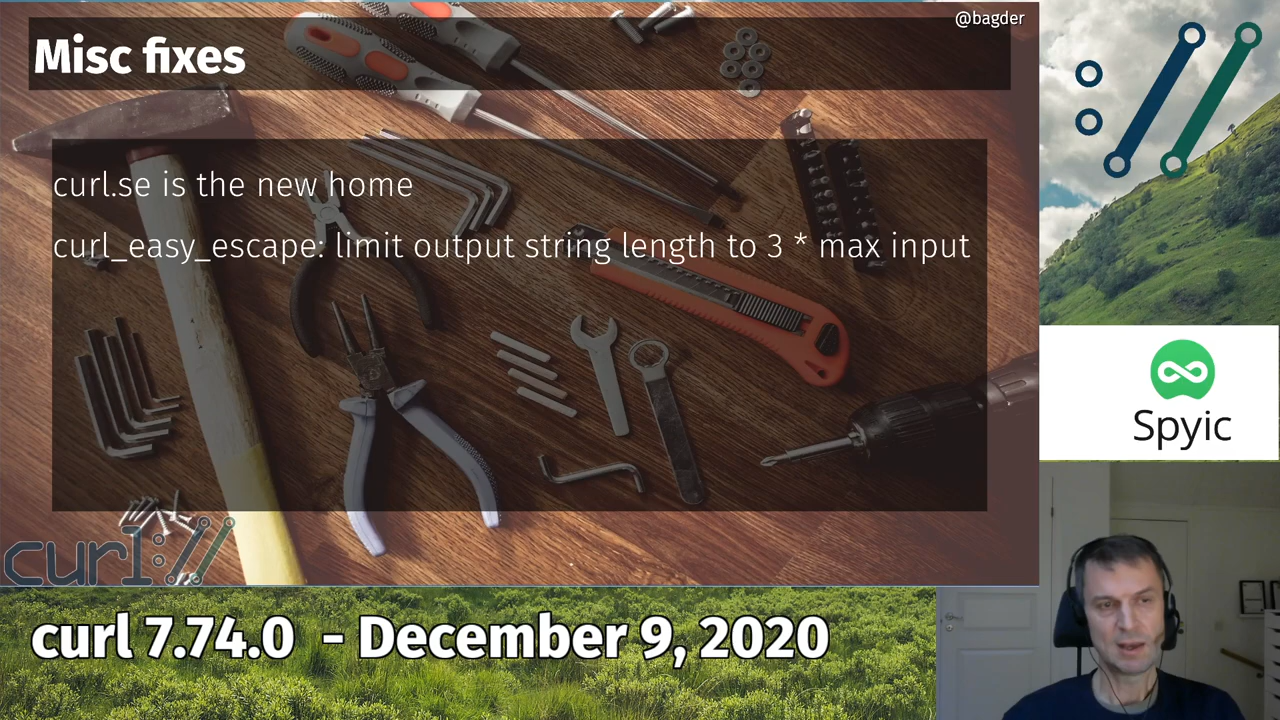 @bagder
Misc fixes
curl.se is the new home
curl_easy_escape: limit output string length to 3 * max input
Spyic
curl://
curl 7.74.0 - December 9, 2020